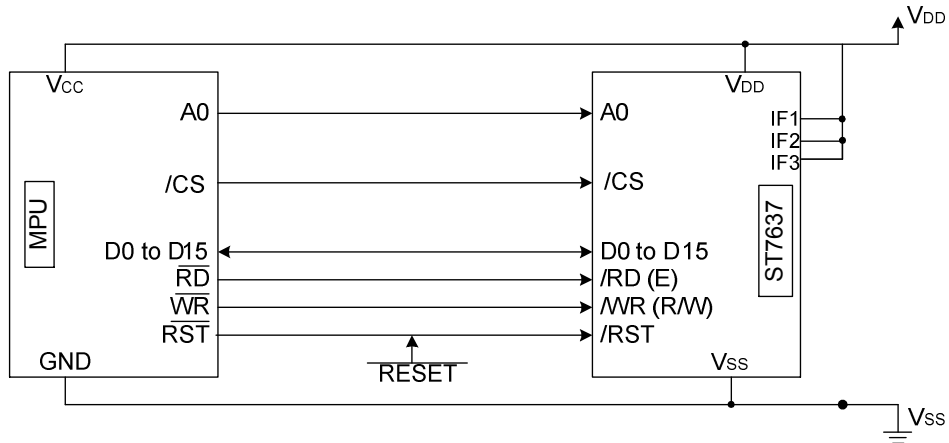 VDD
VCC
A0
/CS
MPU
D0 to D15
RD
WR
RST
GND
RESET
VDD
A0
IF1
IF2
IF3
/CS
ST7637
D0 to D15
/RD (E)
/WR (R/W)
/RST
VSS
VSS